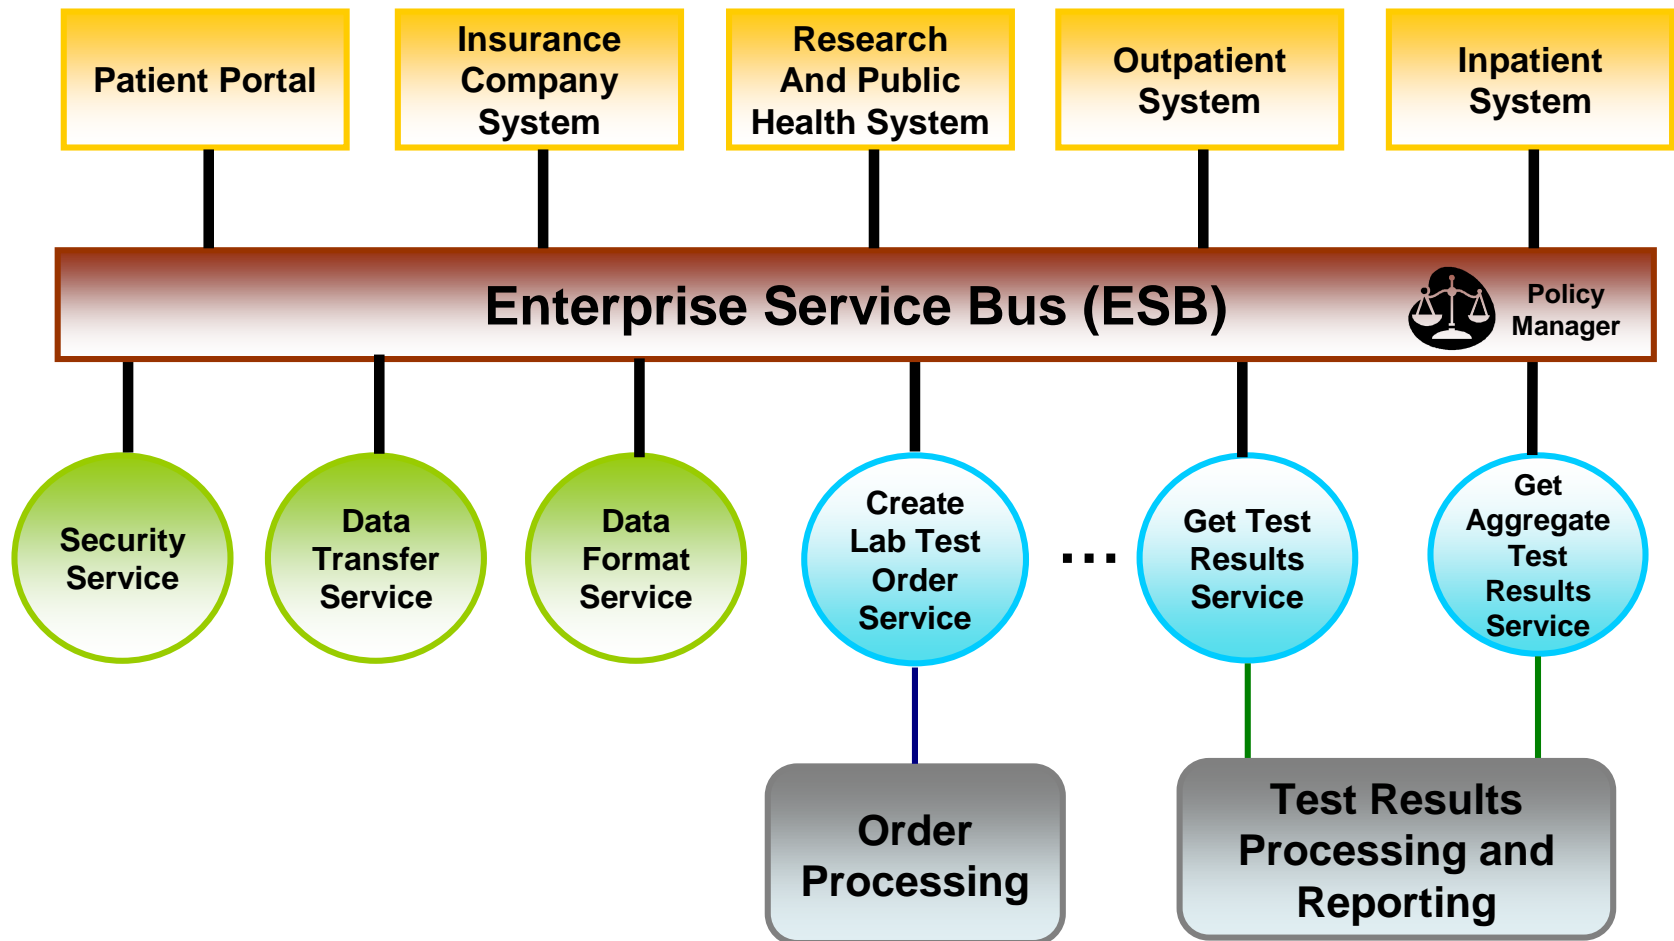 Patient Portal
Insurance
Company
System
Research
And Public
Health System
Outpatient
System
Inpatient
System
Enterprise Service Bus (ESB)
Policy
Manager
Security
Service
Data
Transfer
Service
Data
Format
Service
Create
Lab Test
Order
Service
...
Get Test
Results
Service
Get
Aggregate
Test
Results
Service
Order
Processing
Test Results
Processing and
Reporting